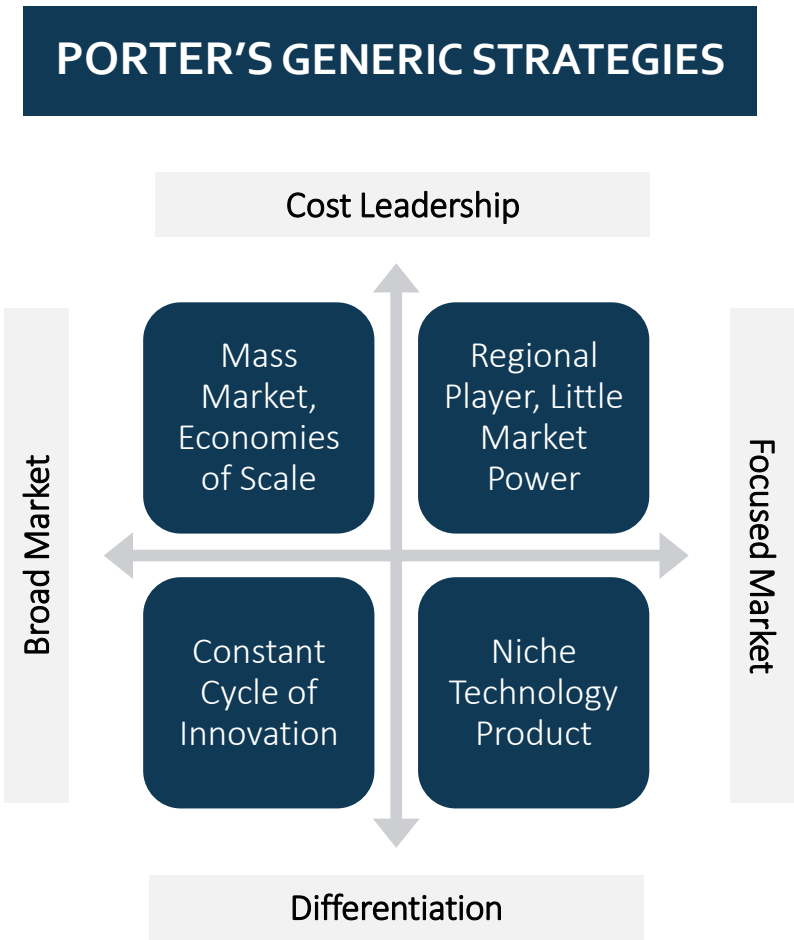 PORTER'S GENERIC STRATEGIES
Cost Leadership
Broad Market
Mass
Market,
Economies
of Scale
Regional
Player, Little
Market
Power
Focused Market
Constant
Cycle of
Innovation
Niche
Technology
Product
Differentiation